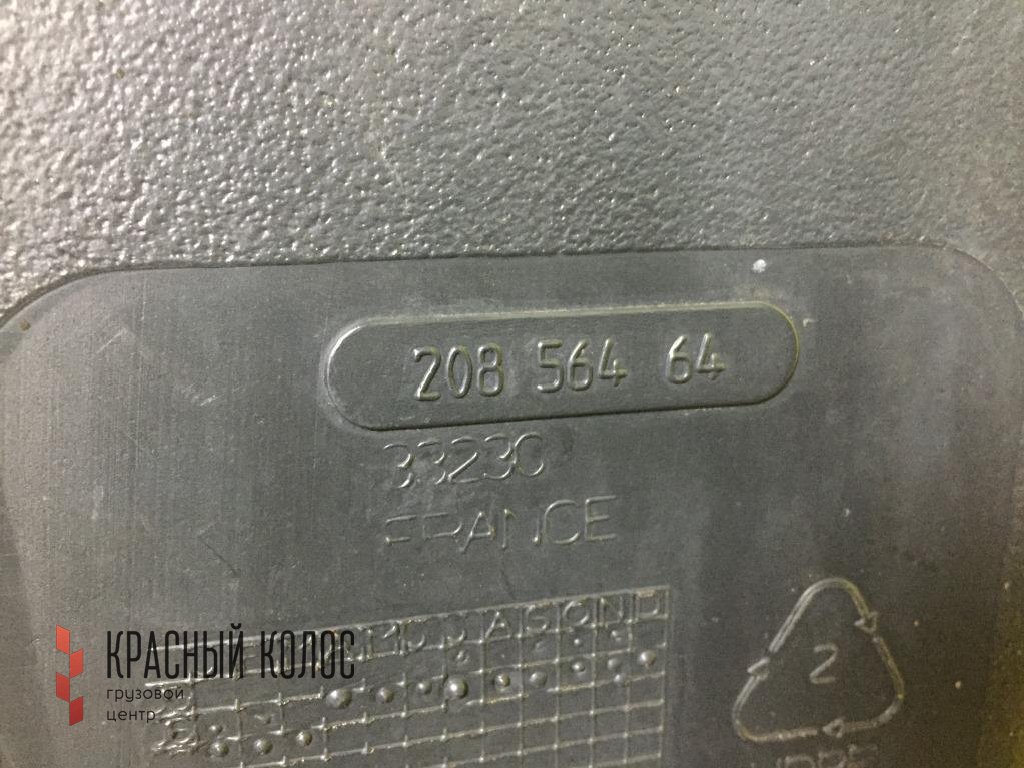 208 564 64
33230
FRANCE
2
КРАСНЫЙ КОЛОС
грузовой
центр